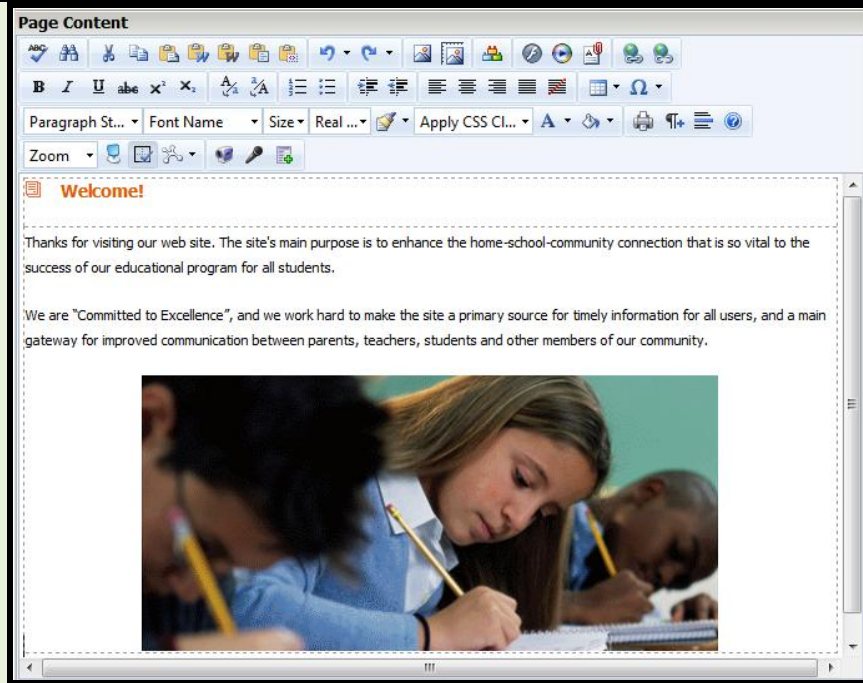 Page Content
ABC
B I U abc x² x₂
Paragraph St... Font Name Size Real ... Apply CSS Cl... A
Zoom
Welcome!
Thanks for visiting our web site. The site's main purpose is to enhance the home-school-community connection that is so vital to the
success of our educational program for all students.
We are “Committed to Excellence”, and we work hard to make the site a primary source for timely information for all users, and a main
gateway for improved communication between parents, teachers, students and other members of our community.